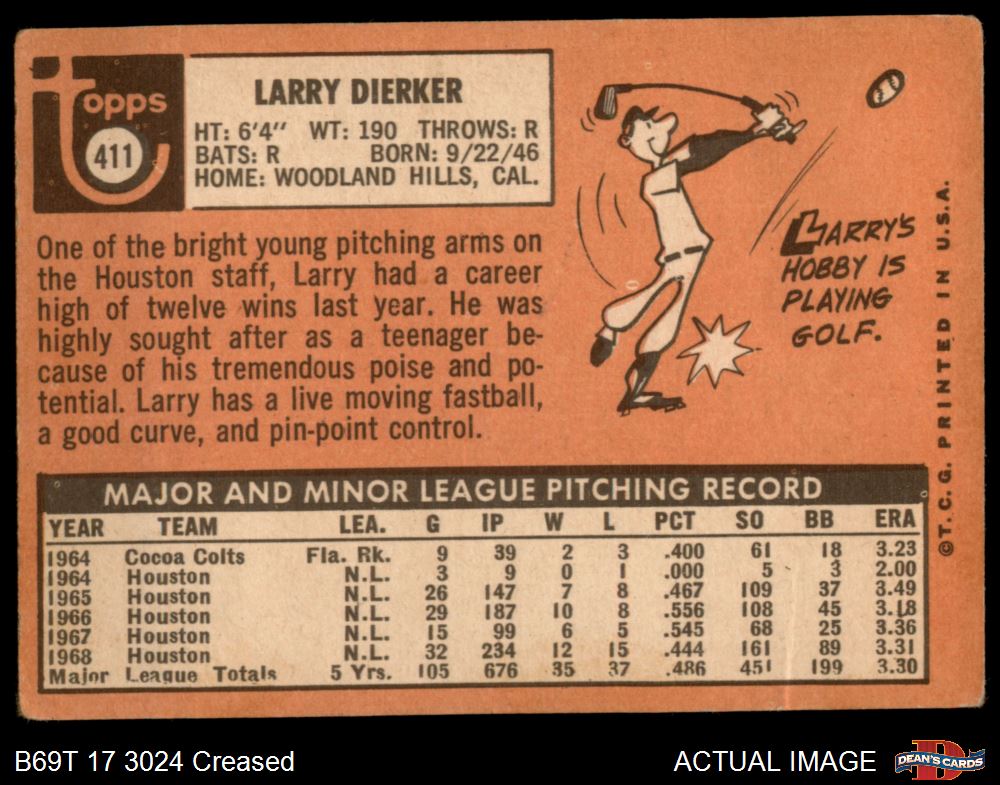 Topps
411
LARRY DIERKER
HT: 6'4" WT: 190 THROWS: R
BATS: R BORN: 9/22/46
HOME: WOODLAND HILLS, CAL.
One of the bright young pitching arms on
the Houston staff, Larry had a career
high of twelve wins last year. He was
highly sought after as a teenager be-
cause of his tremendous poise and po-
tential. Larry has a live moving fastball,
a good curve, and pin-point control.
LARRY'S
HOBBY IS
PLAYING
GOLF.
©T.C.G. PRINTED IN U.S.A.
MAJOR AND MINOR LEAGUE PITCHING RECORD
YEAR TEAM LEA. G IP W L PCT SO BB ERA
1964 Cocoa Colts Fla. Rk. 9 39 2 3 .400 61 18 3.23
1964 Houston N.L. 3 9 0 1 .000 5 3 2.00
1965 Houston N.L. 26 147 7 8 .467 109 37 3.49
1966 Houston N.L. 29 187 10 8 .556 108 45 3.18
1967 Houston N.L. 15 99 6 5 .545 68 25 3.36
1968 Houston N.L. 32 234 12 15 .444 161 89 3.31
Major League Totals 5 Yrs. 105 676 35 37 .486 451 199 3.30
B69T 17 3024 Creased
ACTUAL IMAGE
D
DEAN'S CARDS